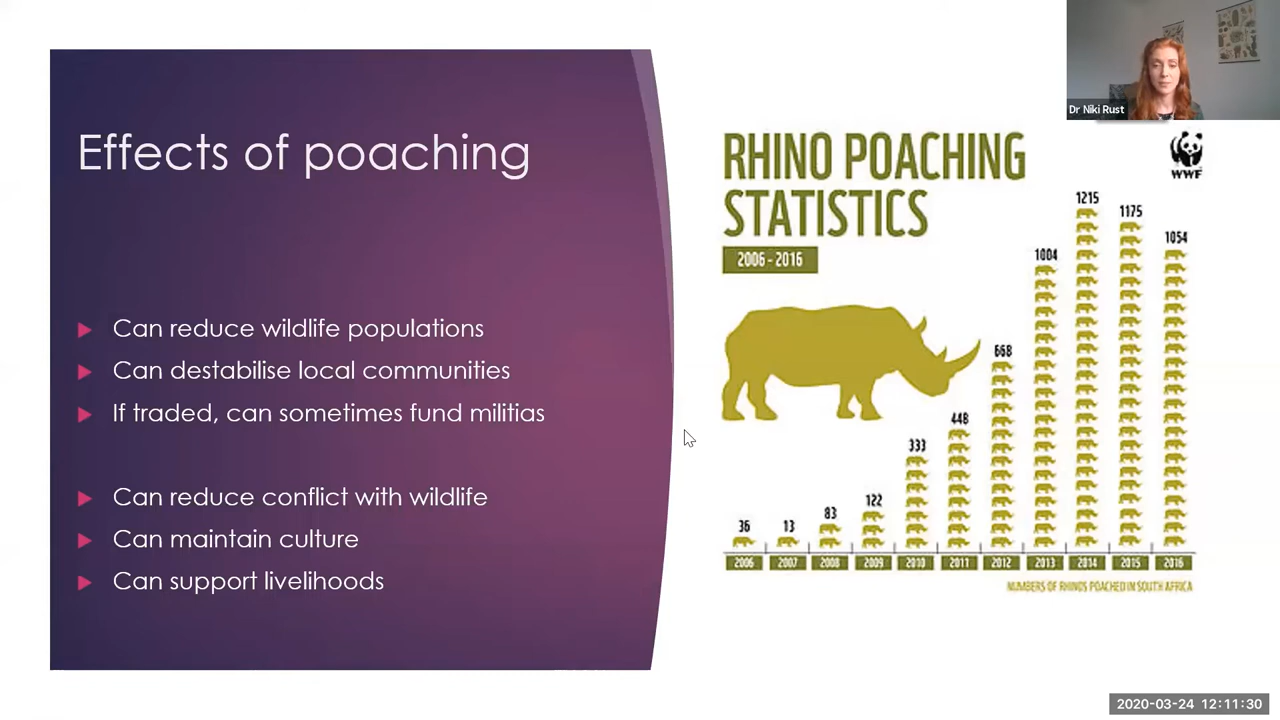 Effects of poaching
Can reduce wildlife populations
Can destabilise local communities
If traded, can sometimes fund militias
Can reduce conflict with wildlife
Can maintain culture
Can support livelihoods
Dr Niki Rust
RHINO POACHING
STATISTICS
WWF
2006 - 2016
1215
1175
1054
1004
668
448
333
122
83
36
13
2006 2007 2008 2009 2010 2011 2012 2013 2014 2015 2016
NUMBERS OF RHINOS POACHED IN SOUTH AFRICA
2020-03-24 12:11:30